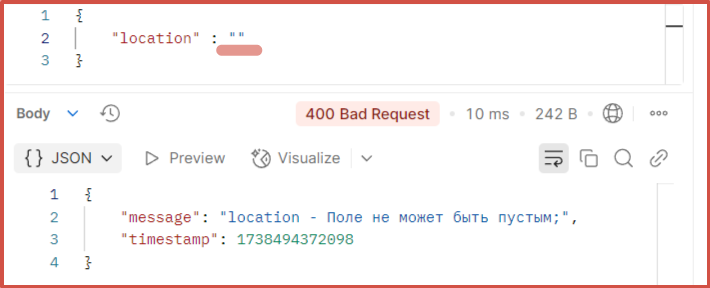 1 {
2 "location" : ""
3 }
Body 400 Bad Request 10 ms 242 B
{} JSON Preview Visualize
1 {
2 "message": "location - Поле не может быть пустым;",
3 "timestamp": 1738494372098
4 }